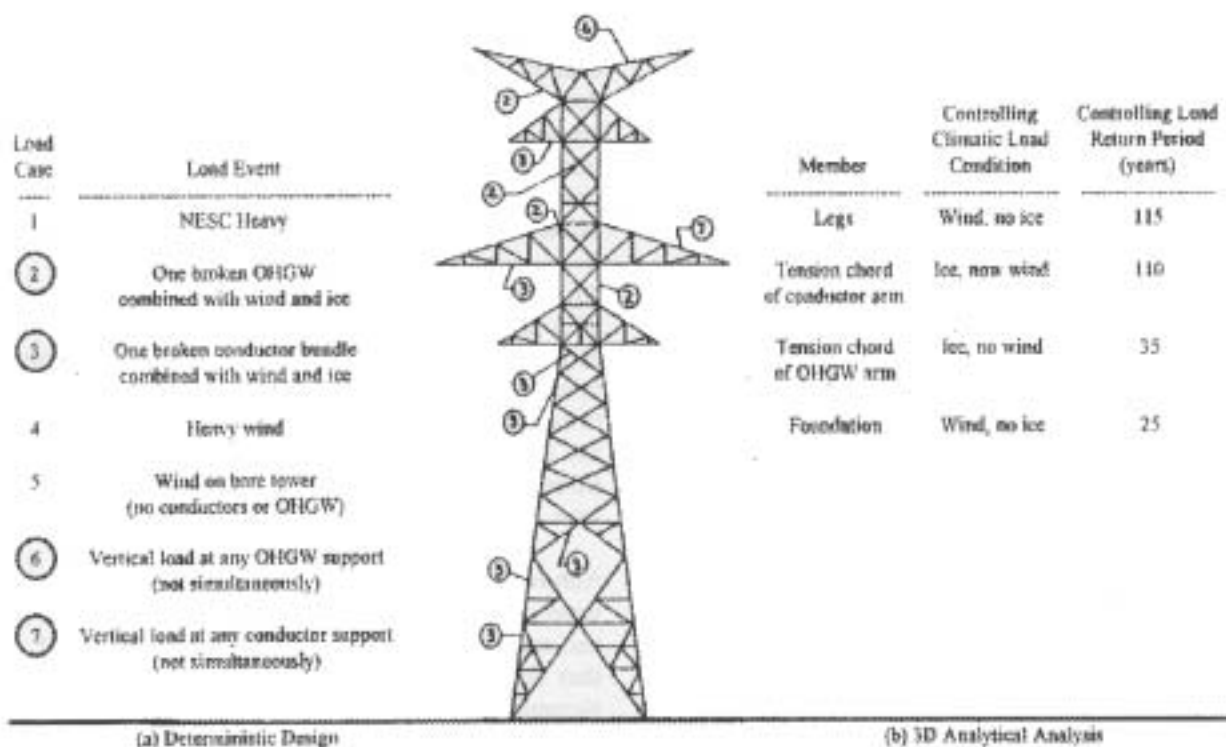 Load
Case
Load Event
1
NESC Heavy
2
One broken OHGW
combined with wind and ice
3
One broken conductor bundle
combined with wind and ice
4
Heavy wind
5
Wind on bare tower
(no conductors or OHGW)
6
Vertical load at any OHGW support
(not simultaneously)
7
Vertical load at any conductor support
(not simultaneously)
6
2
3
2
2
7
3
2
3
3
3
3
3
Member
Controlling
Climatic Load
Condition
Controlling Load
Return Period
(years)
Legs
Wind, no ice
115
Tension chord
of conductor arm
Ice, now wind
110
Tension chord
of OHGW arm
Ice, no wind
35
Foundation
Wind, no ice
25
(a) Deterministic Design
(b) 3D Analytical Analysis